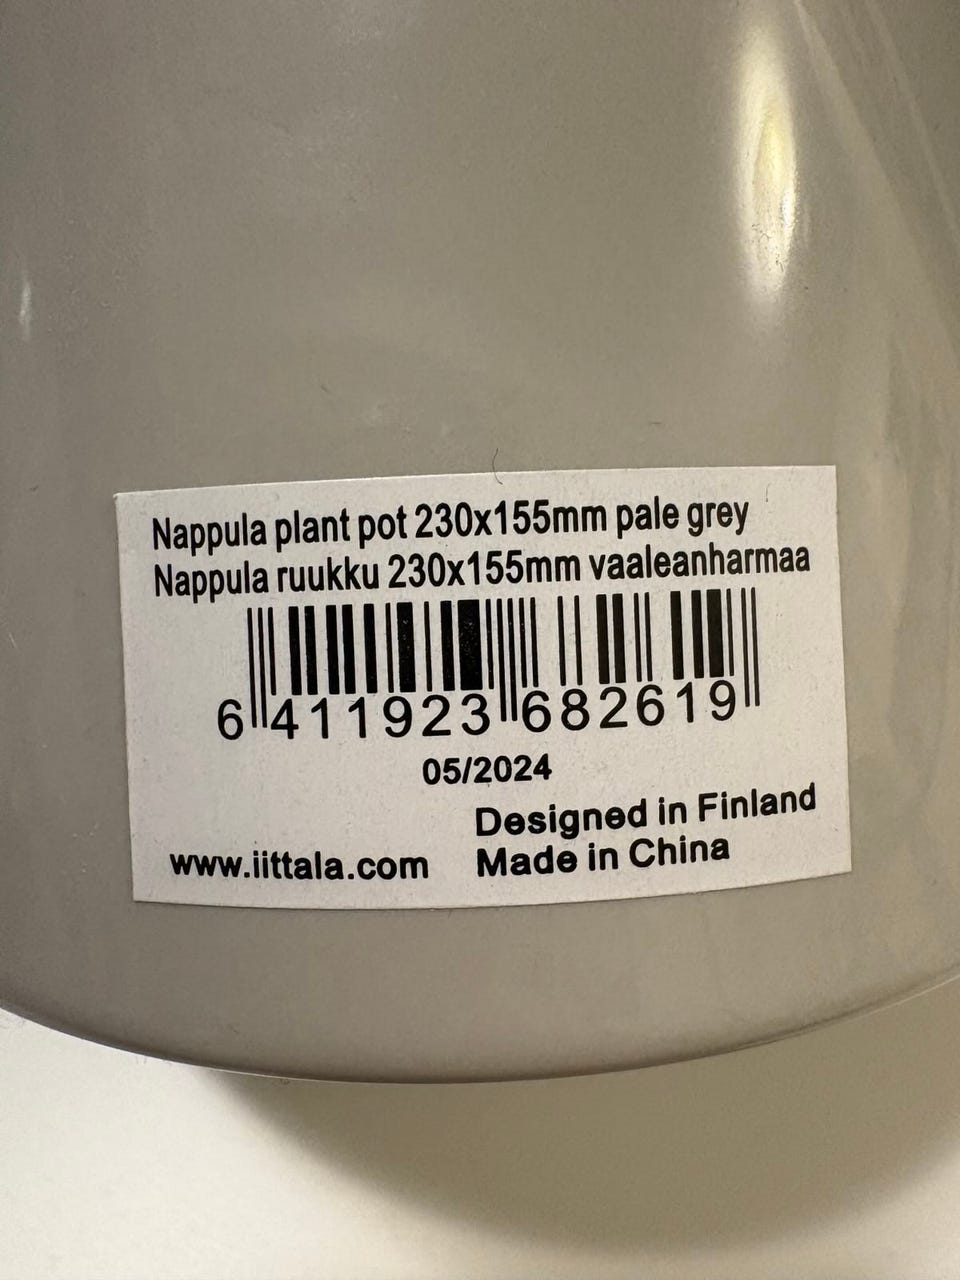 Nappula plant pot 230x155mm pale grey
Nappula ruukku 230x155mm vaaleanharmaa
6 411923 682619
05/2024
Designed in Finland
www.iittala.com Made in China